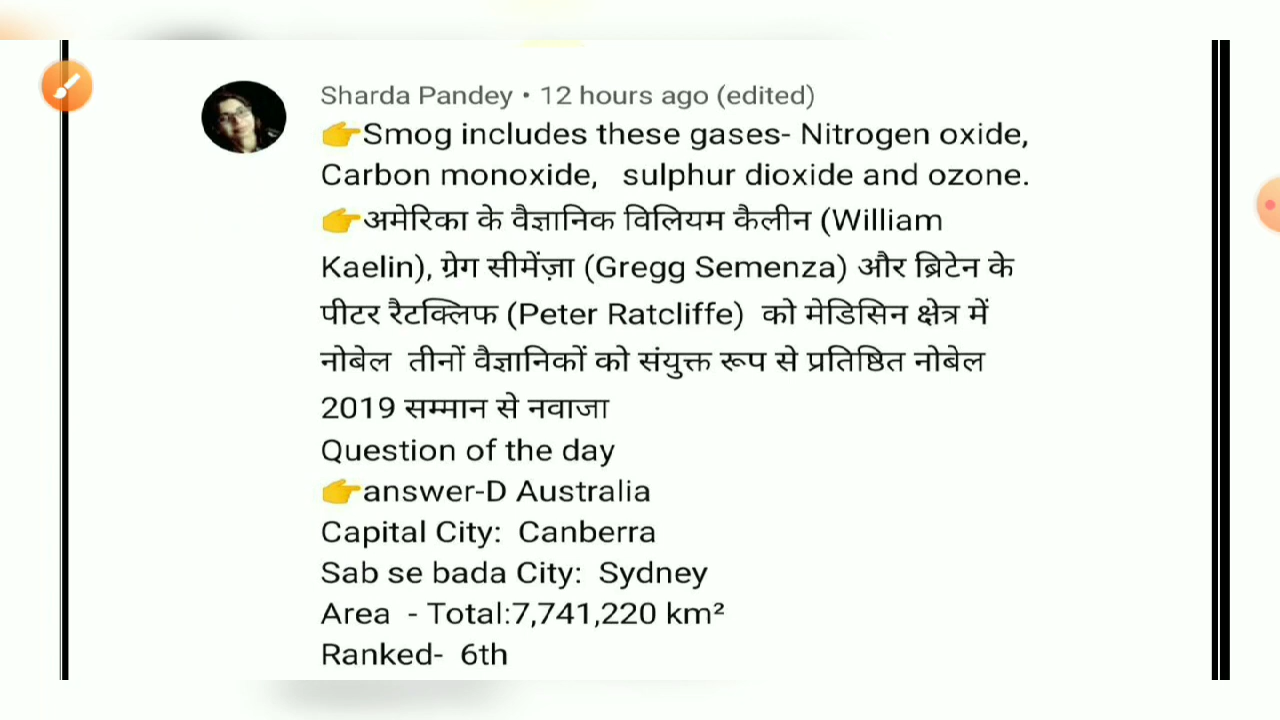 Sharda Pandey • 12 hours ago (edited)
👉Smog includes these gases- Nitrogen oxide,
Carbon monoxide, sulphur dioxide and ozone.
👉अमेरिका के वैज्ञानिक विलियम कैलीन (William
Kaelin), ग्रेग सीमेंज़ा (Gregg Semenza) और ब्रिटेन के
पीटर रैटक्लिफ (Peter Ratcliffe) को मेडिसिन क्षेत्र में
नोबेल तीनों वैज्ञानिकों को संयुक्त रूप से प्रतिष्ठित नोबेल
2019 सम्मान से नवाजा
Question of the day
👉answer-D Australia
Capital City: Canberra
Sab se bada City: Sydney
Area - Total:7,741,220 km²
Ranked- 6th